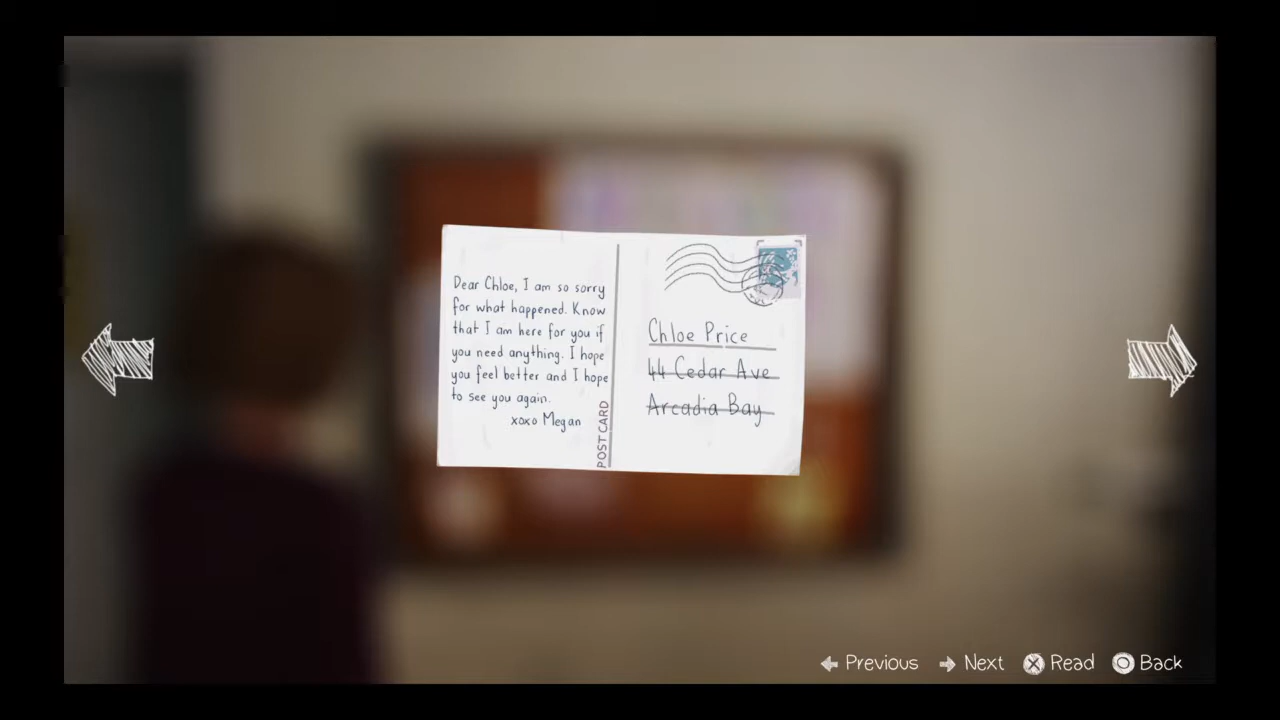 Dear Chloe, I am so sorry
for what happened. Know
that I am here for you if
you need anything. I hope
you feel better and I hope
to see you again.
xoxo Megan
POSTCARD
Chloe Price
44 Cedar Ave
Arcadia Bay
Previous
Next
Read
Back